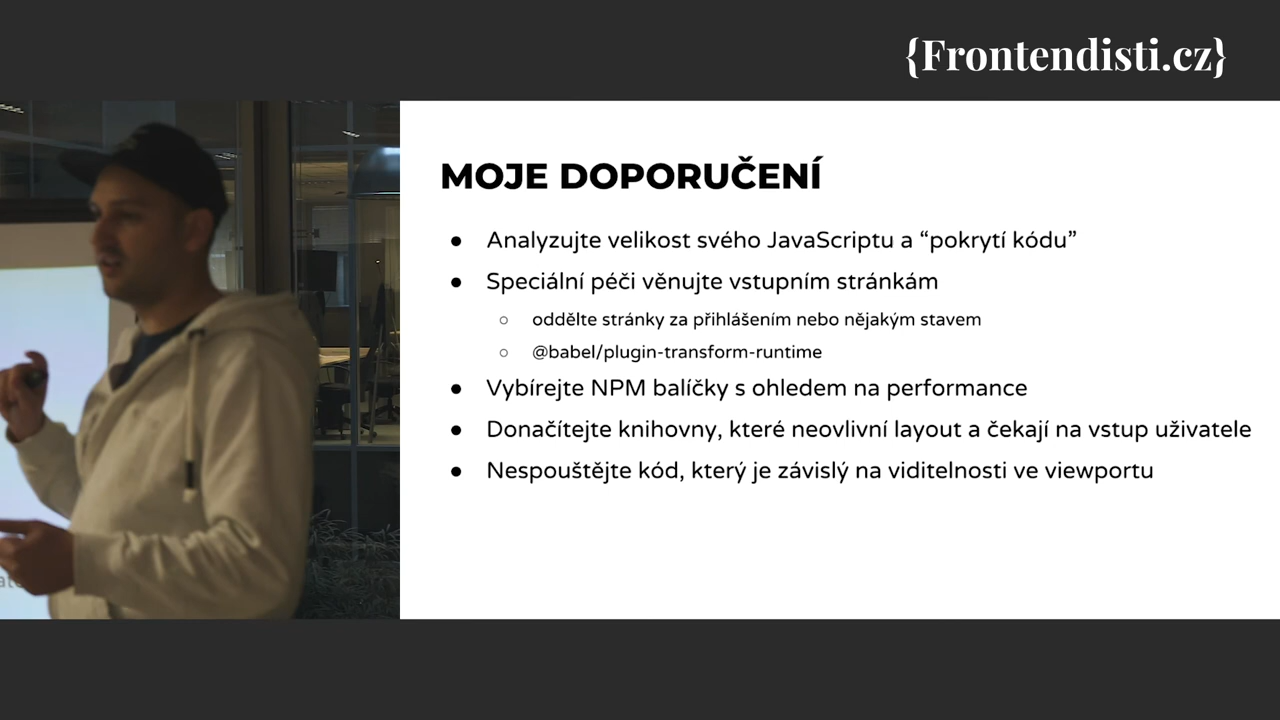 {Frontendisti.cz}
MOJE DOPORUČENÍ
● Analyzujte velikost svého JavaScriptu a “pokrytí kódu”
● Speciální péči věnujte vstupním stránkám
○ oddělte stránky za přihlášením nebo nějakým stavem
○ @babel/plugin-transform-runtime
● Vybírejte NPM balíčky s ohledem na performance
● Donačítejte knihovny, které neovlivní layout a čekají na vstup uživatele
● Nespouštějte kód, který je závislý na viditelnosti ve viewportu